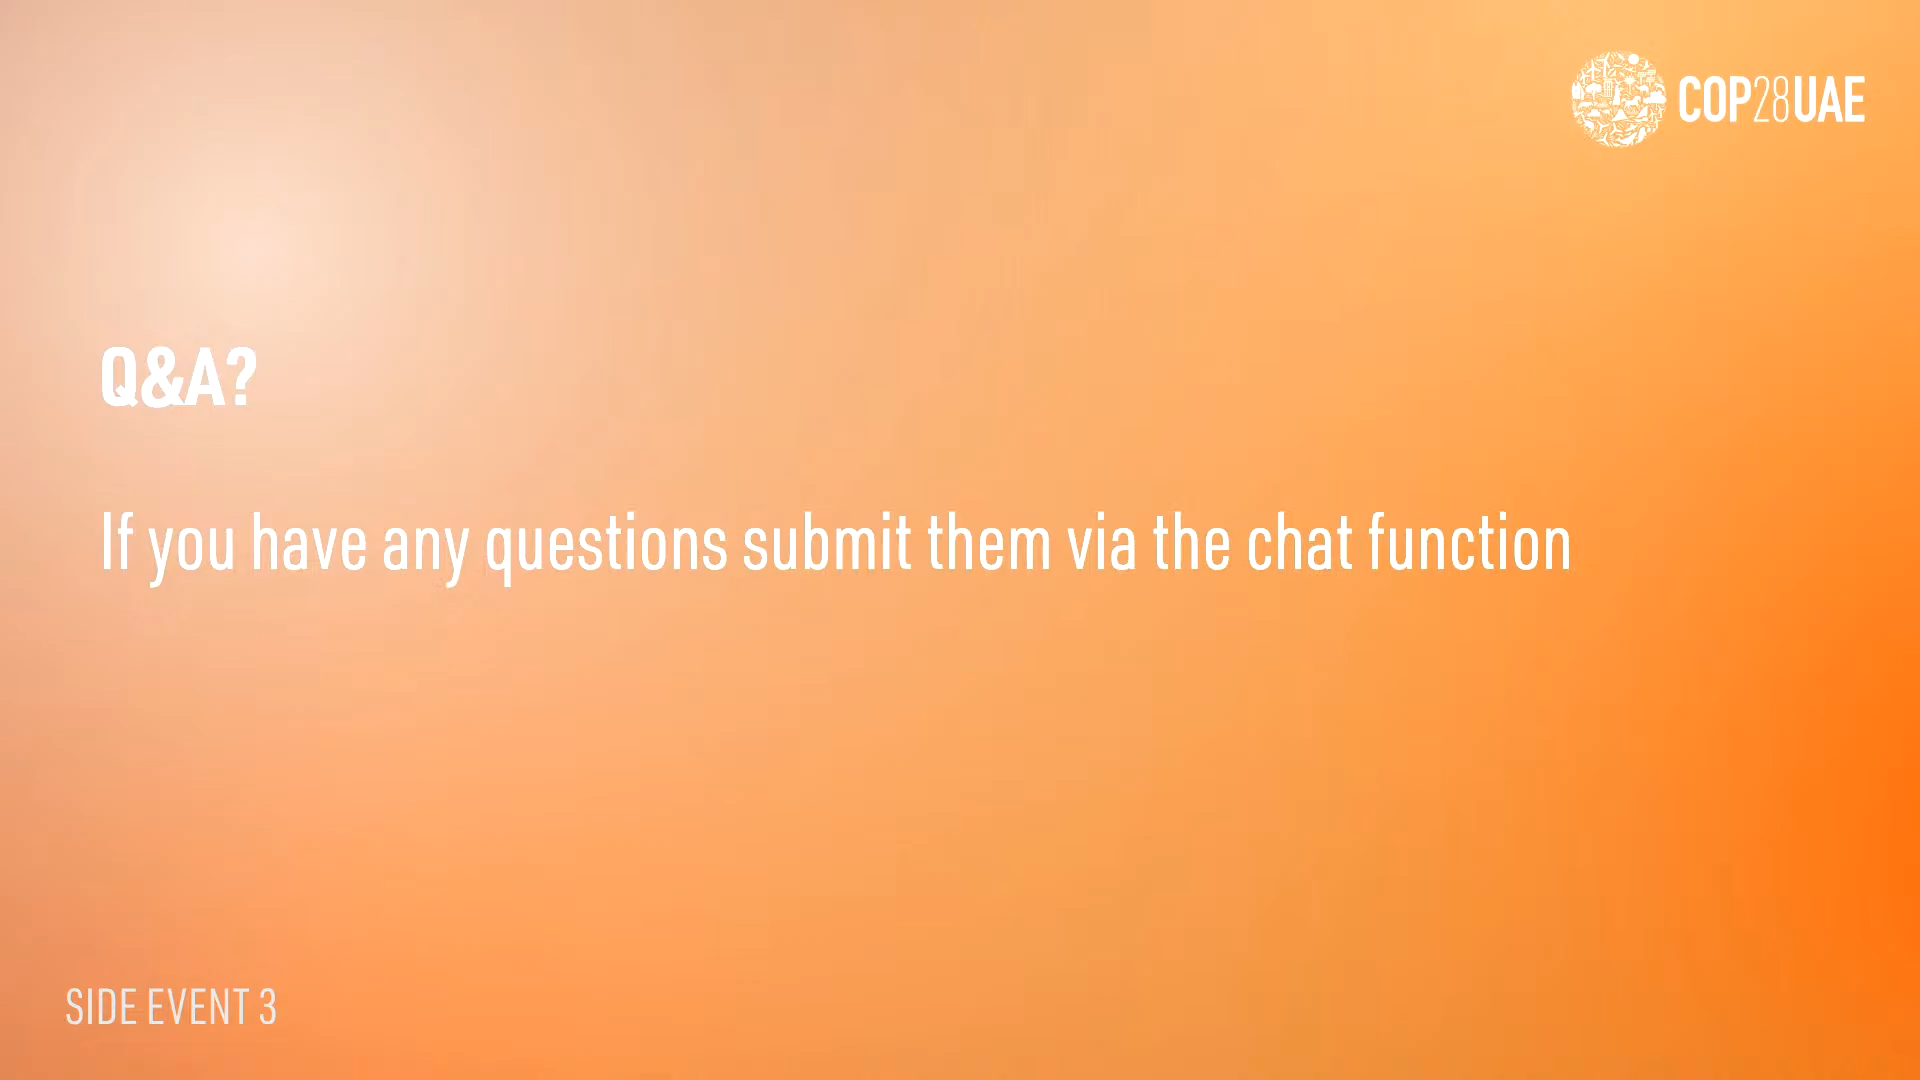 COP28UAE
Q&A?
If you have any questions submit them via the chat function
SIDE EVENT 3